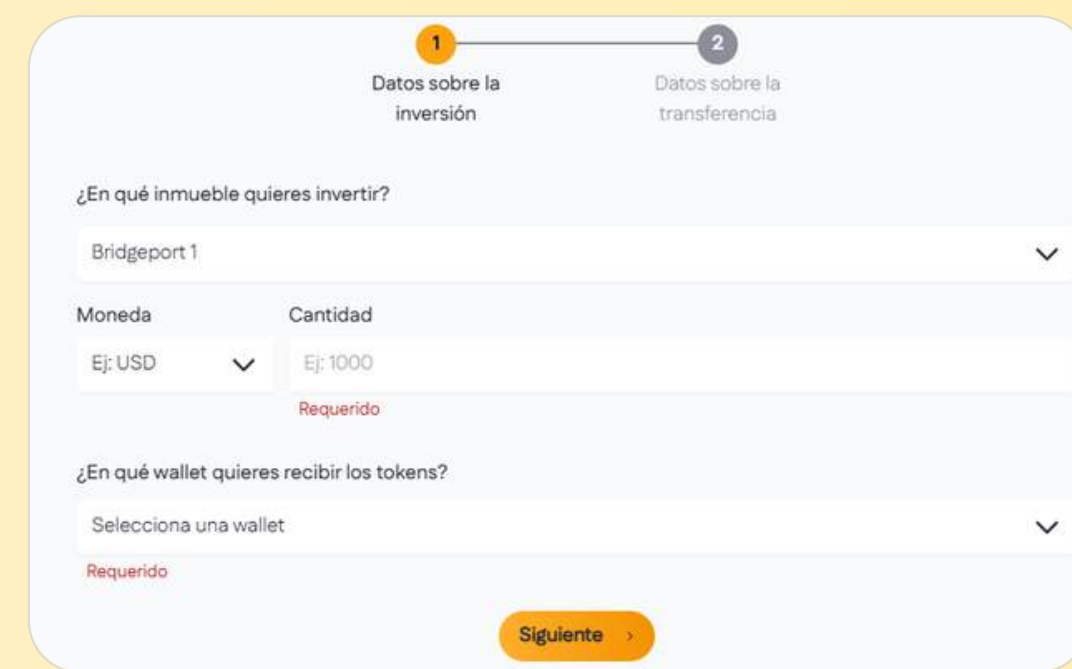 1
2
Datos sobre la
inversión
Datos sobre la
transferencia
¿En qué inmueble quieres invertir?
Bridgeport 1
Moneda
Cantidad
Ej: USD
Ej: 1000
Requerido
¿En qué wallet quieres recibir los tokens?
Selecciona una wallet
Requerido
Siguiente ›